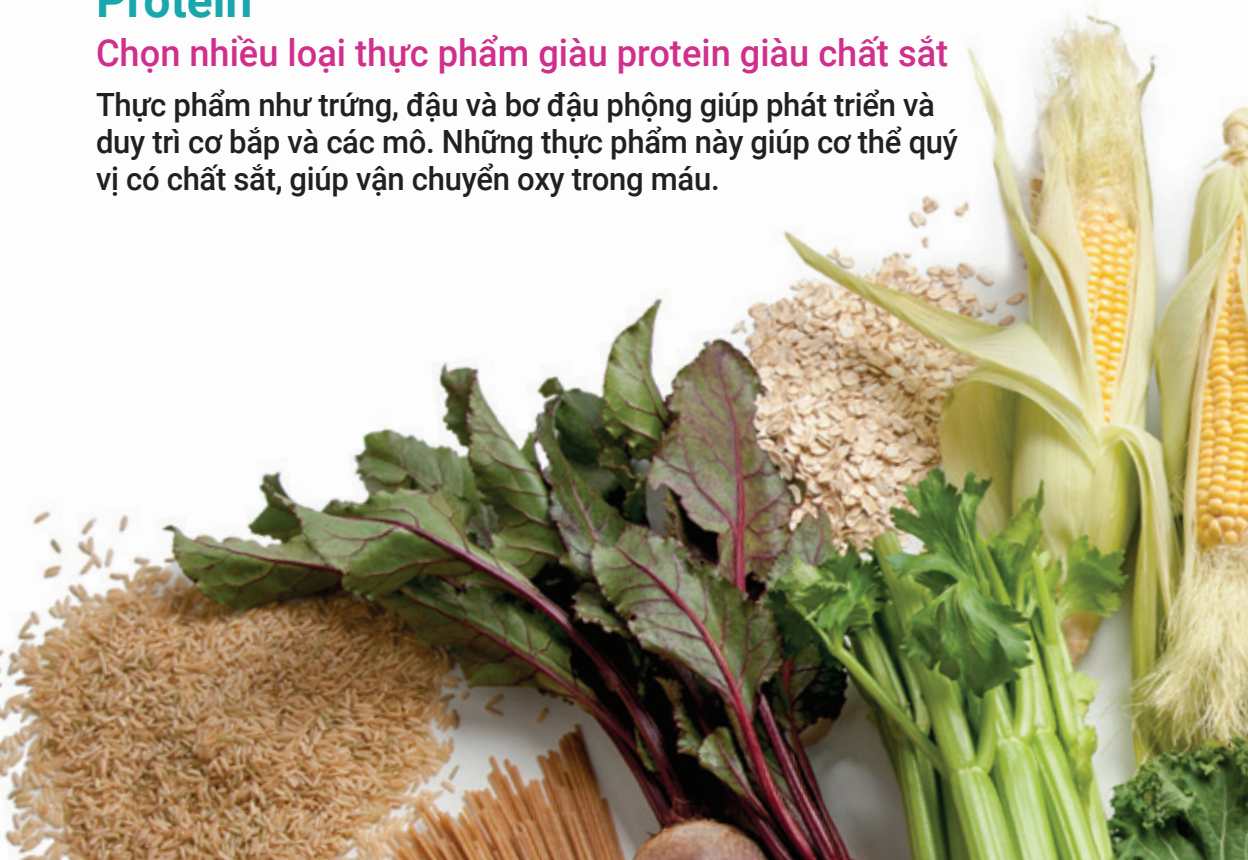 Protein
Chọn nhiều loại thực phẩm giàu protein giàu chất sắt
Thực phẩm như trứng, đậu và bơ đậu phộng giúp phát triển và
duy trì cơ bắp và các mô. Những thực phẩm này giúp cơ thể quý
vị có chất sắt, giúp vận chuyển oxy trong máu.